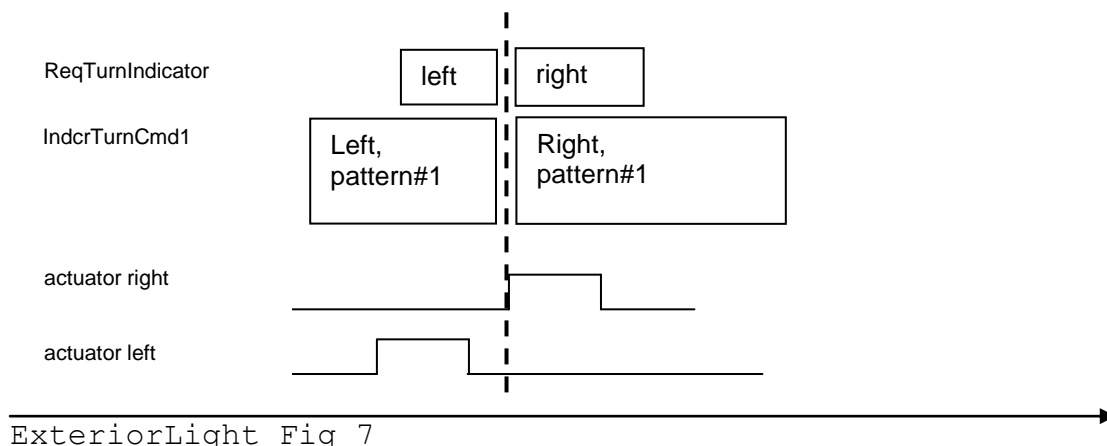 ReqTurnIndicator
left
right
IndcrTurnCmd1
Left,
pattern#1
Right,
pattern#1
actuator right
actuator left
ExteriorLight Fig 7